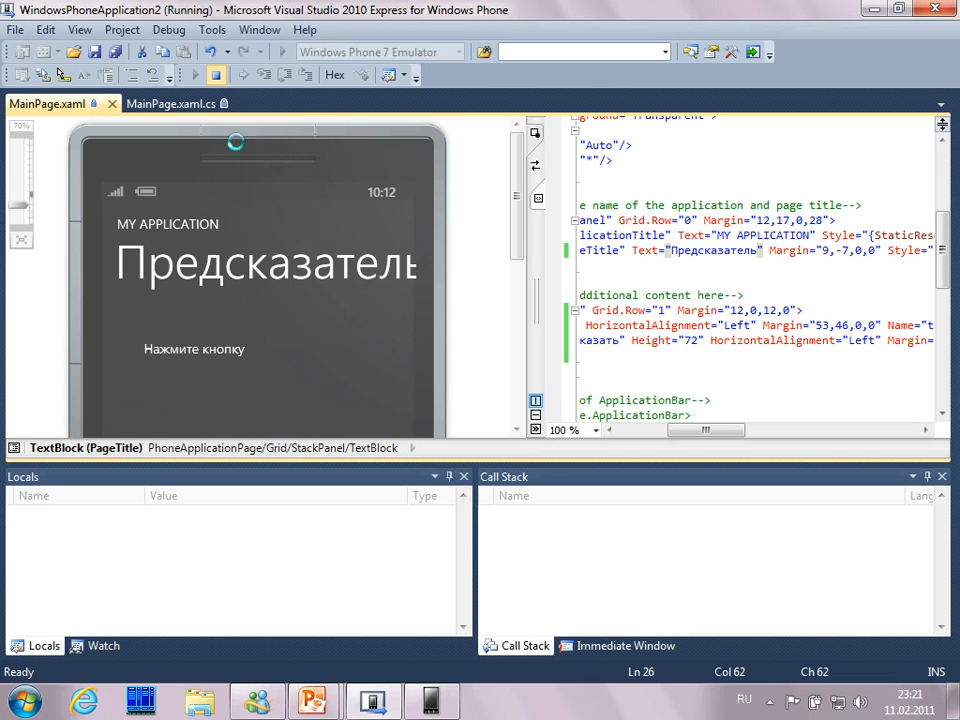 WindowsPhoneApplication2 (Running) - Microsoft Visual Studio 2010 Express for Windows Phone
File Edit View Project Debug Tools Window Help
Windows Phone 7 Emulator
Hex
MainPage.xaml MainPage.xaml.cs
70%
10:12
MY APPLICATION
Предсказатель
Нажмите кнопку
ground="Transparent">
"Auto"/>
"*"/>
e name of the application and page title-->
anel" Grid.Row="0" Margin="12,17,0,28">
licationTitle" Text="MY APPLICATION" Style="{StaticRes
eTitle" Text="Предсказатель" Margin="9,-7,0,0" Style="
dditional content here-->
" Grid.Row="1" Margin="12,0,12,0">
HorizontalAlignment="Left" Margin="53,46,0,0" Name="t
казать" Height="72" HorizontalAlignment="Left" Margin=
of ApplicationBar-->
e.ApplicationBar>
100 %
TextBlock (PageTitle) PhoneApplicationPage/Grid/StackPanel/TextBlock
Locals
Name Value Type
Call Stack
Name Lang
Locals Watch
Call Stack Immediate Window
Ready Ln 26 Col 62 Ch 62 INS
RU
23:21
11.02.2011